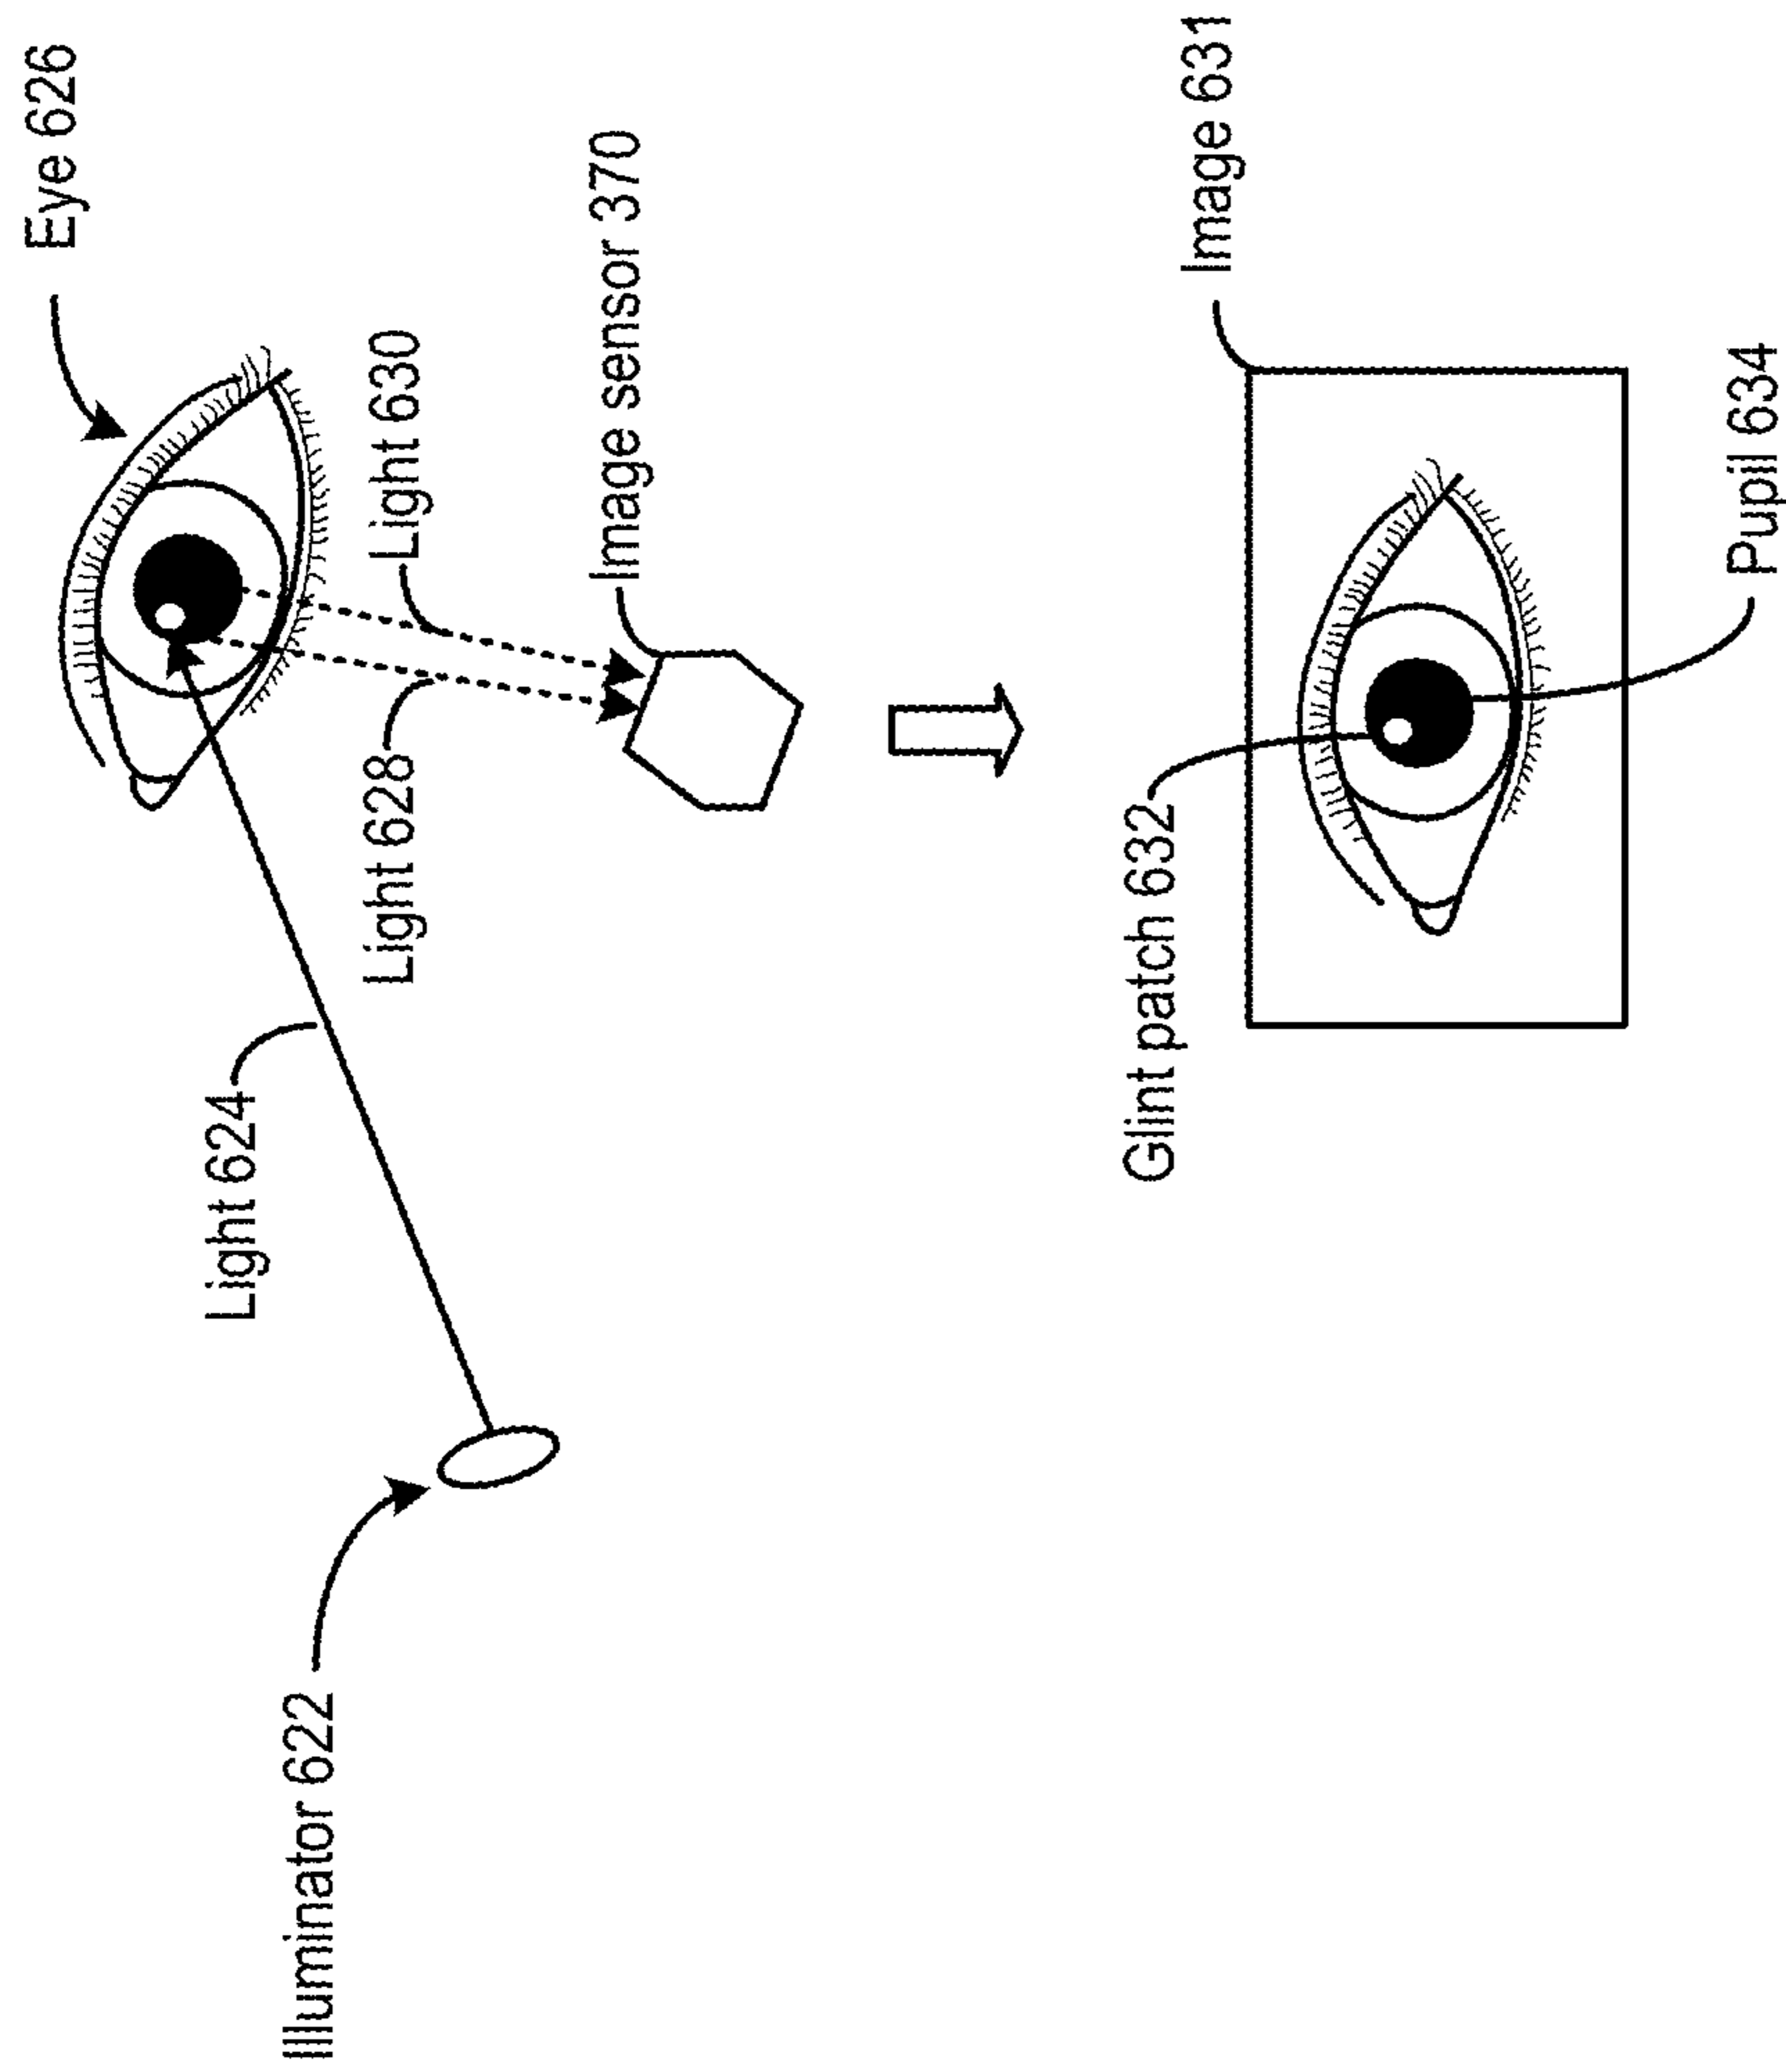 Eye 626
Light 630
Image sensor 370
Light 628
Light 624
Illuminator 622
Image 631
Glint patch 632
Pupil 634